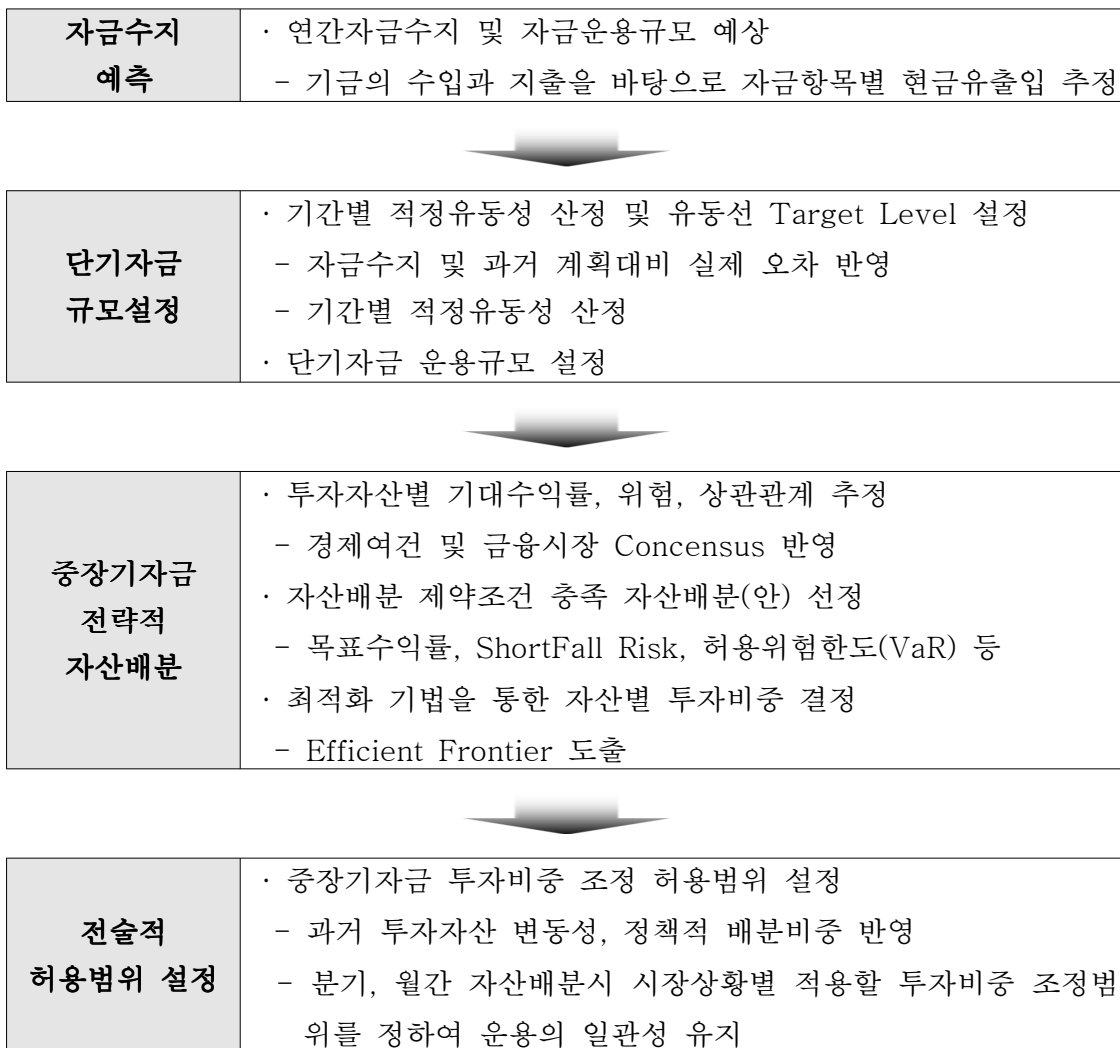 자금수지
예측
· 연간자금수지 및 자금운용규모 예상
- 기금의 수입과 지출을 바탕으로 자금항목별 현금유출입 추정
단기자금
규모설정
· 기간별 적정유동성 산정 및 유동선 Target Level 설정
- 자금수지 및 과거 계획대비 실제 오차 반영
- 기간별 적정유동성 산정
· 단기자금 운용규모 설정
중장기자금
전략적
자산배분
· 투자자산별 기대수익률, 위험, 상관관계 추정
- 경제여건 및 금융시장 Concensus 반영
· 자산배분 제약조건 충족 자산배분(안) 선정
- 목표수익률, ShortFall Risk, 허용위험한도(VaR) 등
· 최적화 기법을 통한 자산별 투자비중 결정
- Efficient Frontier 도출
전술적
허용범위 설정
· 중장기자금 투자비중 조정 허용범위 설정
- 과거 투자자산 변동성, 정책적 배분비중 반영
- 분기, 월간 자산배분시 시장상황별 적용할 투자비중 조정범
위를 정하여 운용의 일관성 유지